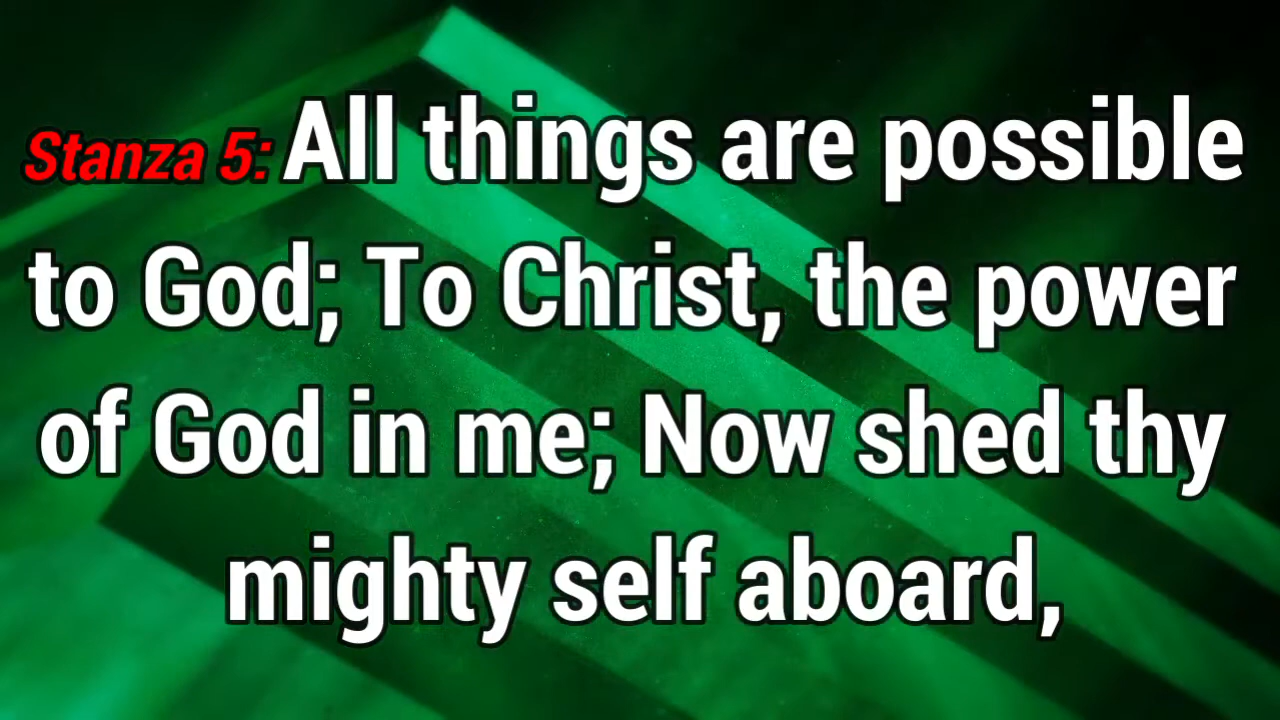 Stanza 5: All things are possible
to God; To Christ, the power
of God in me; Now shed thy
mighty self aboard,